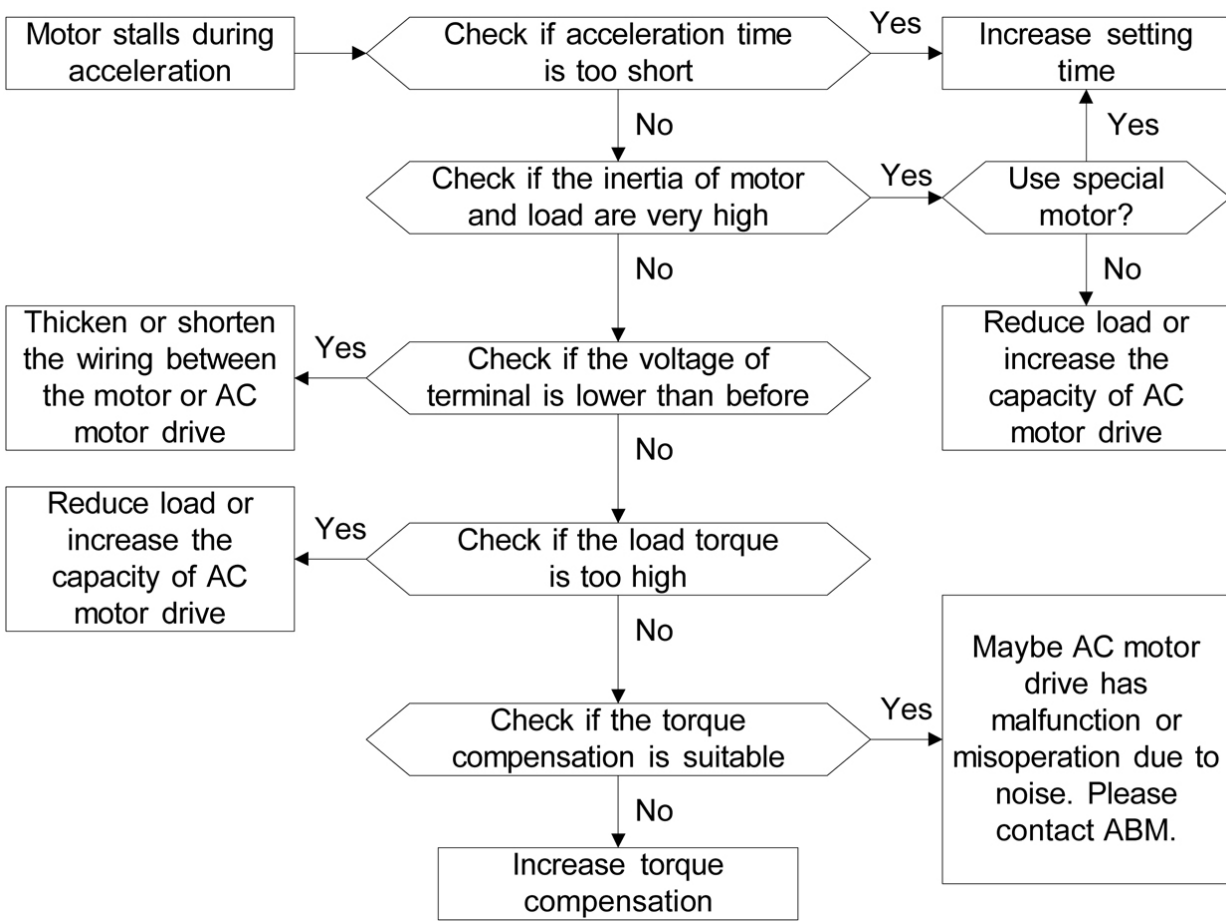 Motor stalls during
acceleration
Check if acceleration time
is too short
Yes
Increase setting
time
No
Yes
Check if the inertia of motor
and load are very high
Yes
Use special
motor?
No
No
Thicken or shorten
the wiring between
the motor or AC
motor drive
Yes
Check if the voltage of
terminal is lower than before
Reduce load or
increase the
capacity of AC
motor drive
No
Reduce load or
increase the
capacity of AC
motor drive
Yes
Check if the load torque
is too high
No
Check if the torque
compensation is suitable
Yes
Maybe AC motor
drive has
malfunction or
misoperation due to
noise. Please
contact ABM.
No
Increase torque
compensation